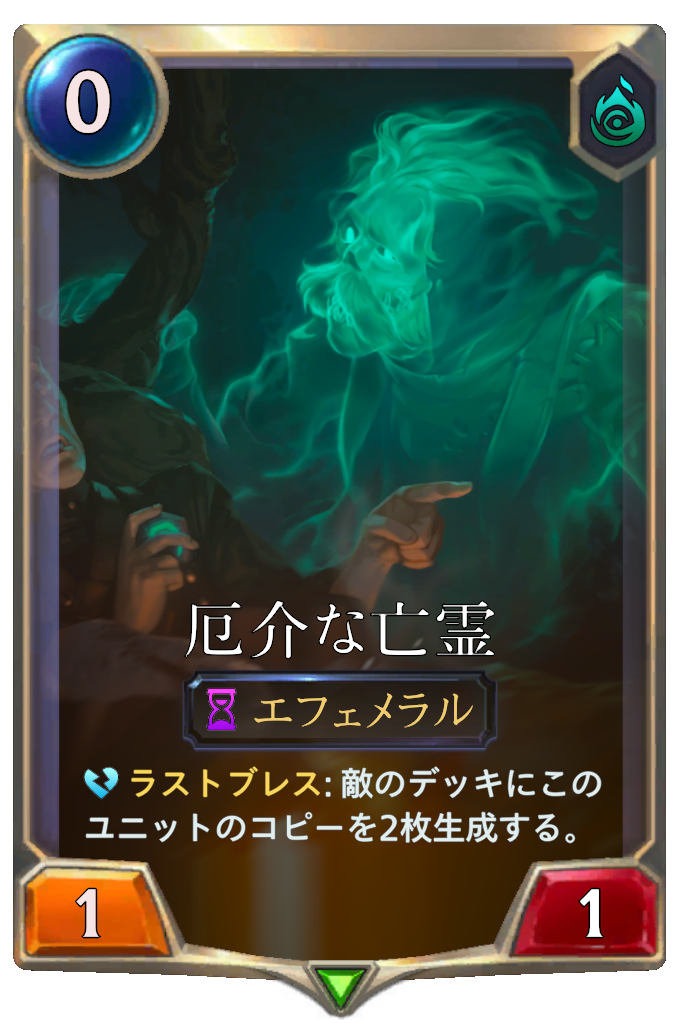 0
厄介な亡霊
エフェメラル
ラストブレス: 敵のデッキにこの
ユニットのコピーを2枚生成する。
1
1